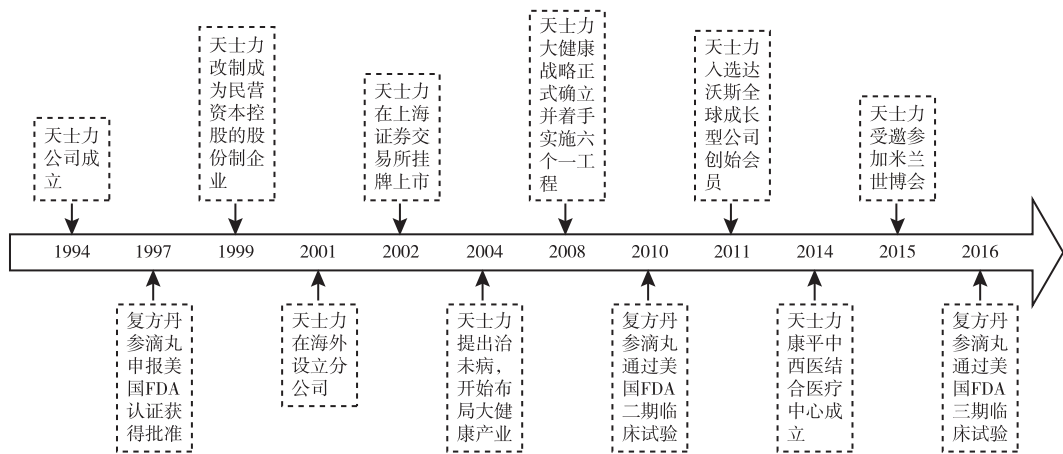 天士力
公司成
立
天士力
改制成
为民营
资本控
股的股
份制企
业
天士力
在上海
证券交
易所挂
牌上市
天士力
大健康
战略正
式确立
并着手
实施六
个一工
程
天士力
入选达
沃斯全
球成长
型公司
创始会
员
天士力
受邀参
加米兰
世博会
1994 1997 1999 2001 2002 2004 2008 2010 2011 2014 2015 2016
复方丹
参滴丸
申报美
国FDA
认证获
得批准
天士力
在海外
设立分
公司
天士力
提出治
未病，
开始布
局大健
康产业
复方丹
参滴丸
通过美
国FDA
二期临
床试验
天士力
康平中
西医结
合医疗
中心成
立
复方丹
参滴丸
通过美
国FDA
三期临
床试验